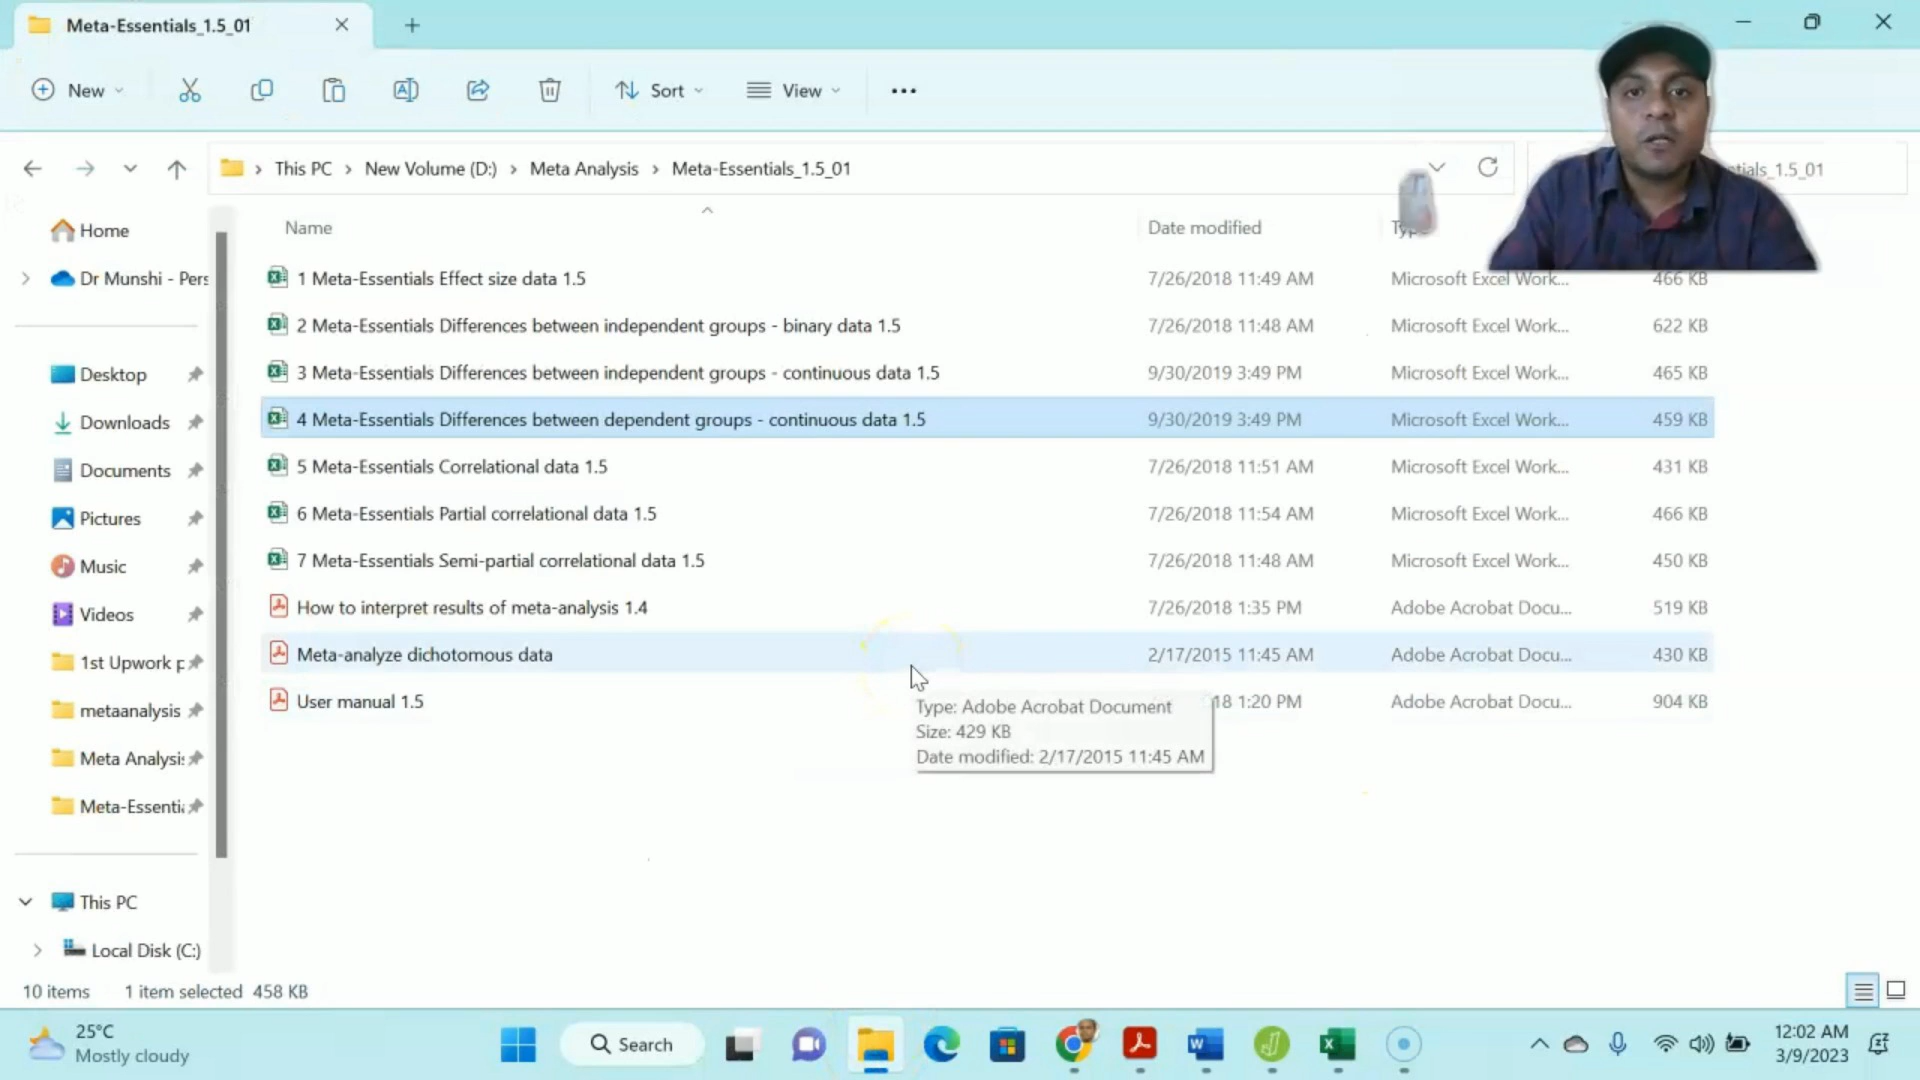 Meta-Essentials_1.5_01
New
Sort
View
This PC
New Volume (D:)
Meta Analysis
Meta-Essentials_1.5_01
tials_1.5_01
Name
Date modified
Home
Dr Munshi - Pers
Desktop
Downloads
Documents
Pictures
Music
Videos
1st Upwork p
metaanalysis
Meta Analysis
Meta-Essentia
This PC
Local Disk (C:)
1 Meta-Essentials Effect size data 1.5 7/26/2018 11:49 AM Microsoft Excel Work... 466 KB
2 Meta-Essentials Differences between independent groups - binary data 1.5 7/26/2018 11:48 AM Microsoft Excel Work... 622 KB
3 Meta-Essentials Differences between independent groups - continuous data 1.5 9/30/2019 3:49 PM Microsoft Excel Work... 465 KB
4 Meta-Essentials Differences between dependent groups - continuous data 1.5 9/30/2019 3:49 PM Microsoft Excel Work... 459 KB
5 Meta-Essentials Correlational data 1.5 7/26/2018 11:51 AM Microsoft Excel Work... 431 KB
6 Meta-Essentials Partial correlational data 1.5 7/26/2018 11:54 AM Microsoft Excel Work... 466 KB
7 Meta-Essentials Semi-partial correlational data 1.5 7/26/2018 11:48 AM Microsoft Excel Work... 450 KB
How to interpret results of meta-analysis 1.4 7/26/2018 1:35 PM Adobe Acrobat Docu... 519 KB
Meta-analyze dichotomous data 2/17/2015 11:45 AM Adobe Acrobat Docu... 430 KB
User manual 1.5 18 1:20 PM Adobe Acrobat Docu... 904 KB
Type: Adobe Acrobat Document
Size: 429 KB
Date modified: 2/17/2015 11:45 AM
10 items 1 item selected 458 KB
25°C
Mostly cloudy
Search
12:02 AM
3/9/2023